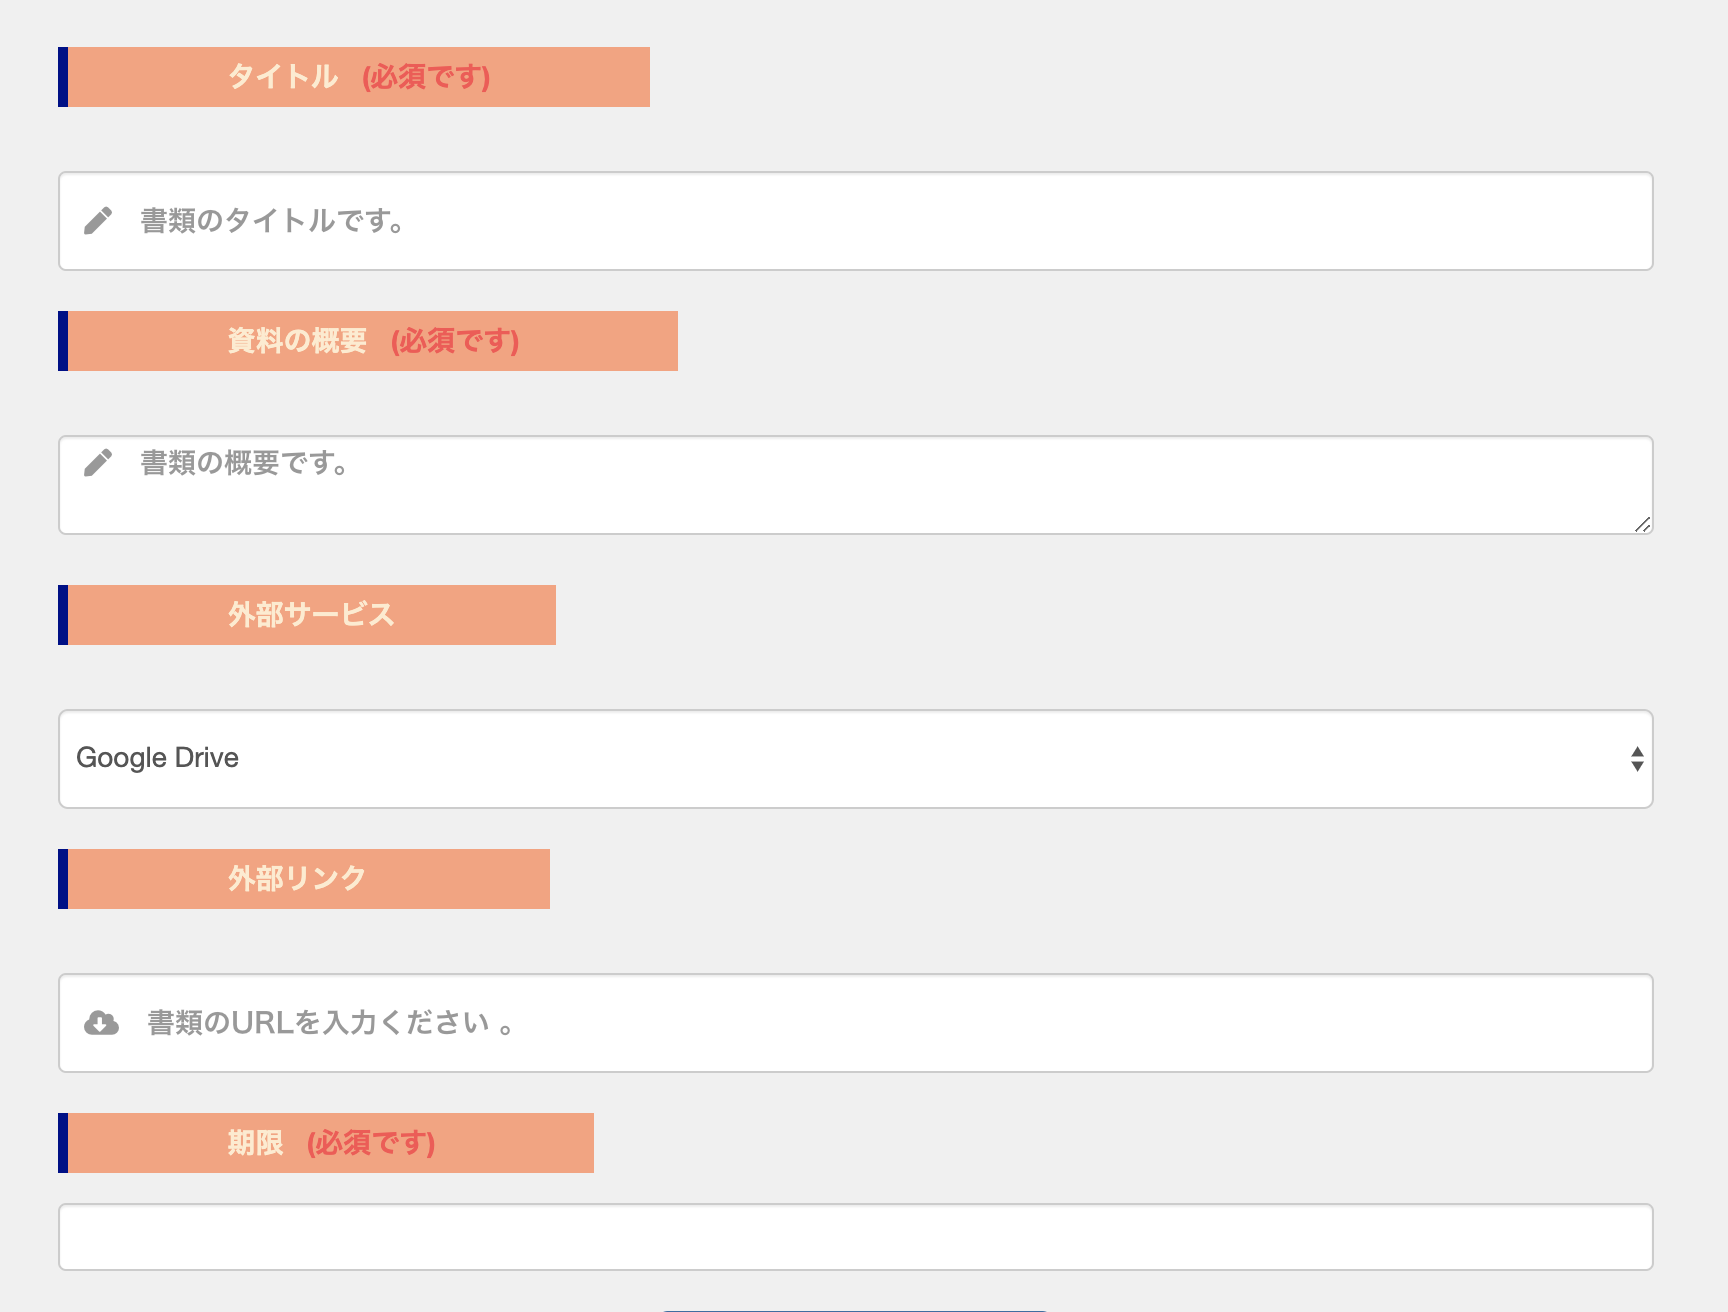 タイトル (必須です)
書類のタイトルです。
資料の概要 (必須です)
書類の概要です。
外部サービス
Google Drive
外部リンク
書類のURLを入力ください 。
期限 (必須です)